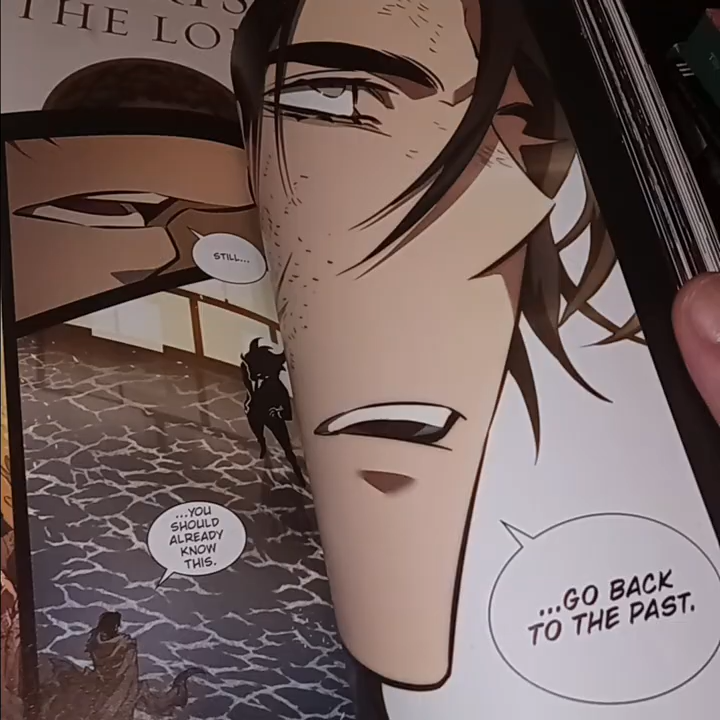 THE LO
STILL...
...YOU
SHOULD
ALREADY
KNOW
THIS.
...GO BACK
TO THE PAST.